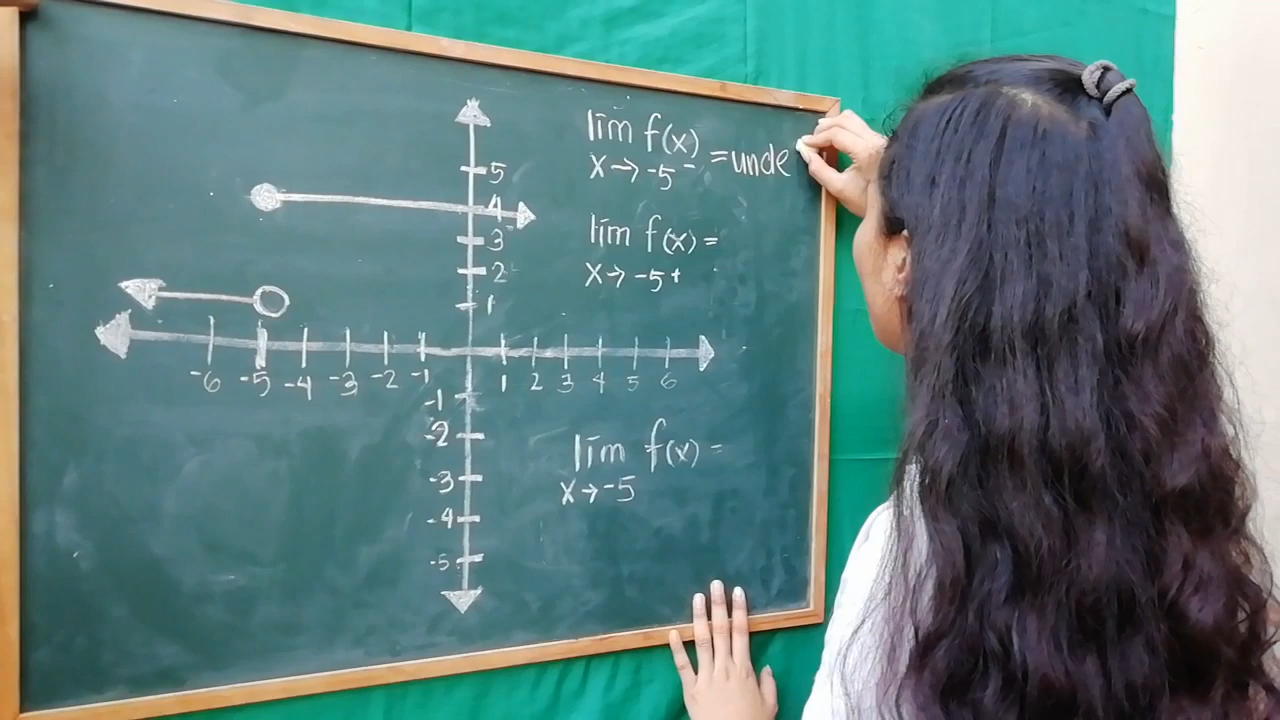 lim f(x)
x→-5⁻ =unde
lim f(x)=
x→-5+
5
4
3
2
1
-6 -5 -4 -3 -2 -1 1 2 3 4 5 6
-1
-2
-3
-4
-5
lim f(x)=
x→-5